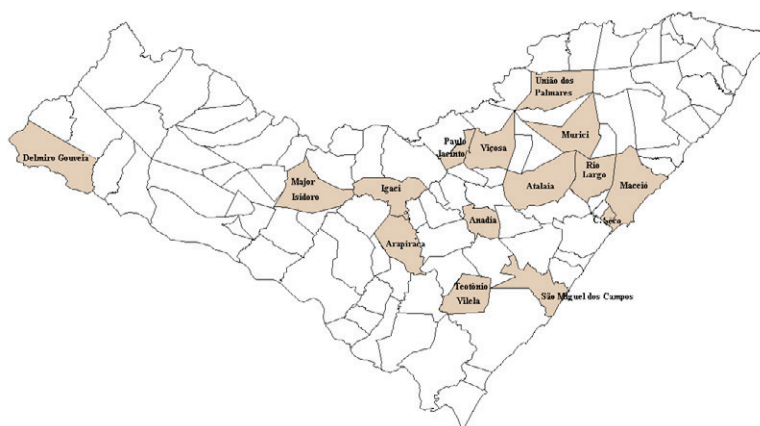 União dos
Palmares
Murici
Paulo
Jacinto
Viçosa
Delmiro Gouveia
Rio
Largo
Major
Isidoro
Igaci
Atalaia
Maceió
Anadia
C. Seco
Arapiraca
Teotônio
Vilela
São Miguel dos Campos